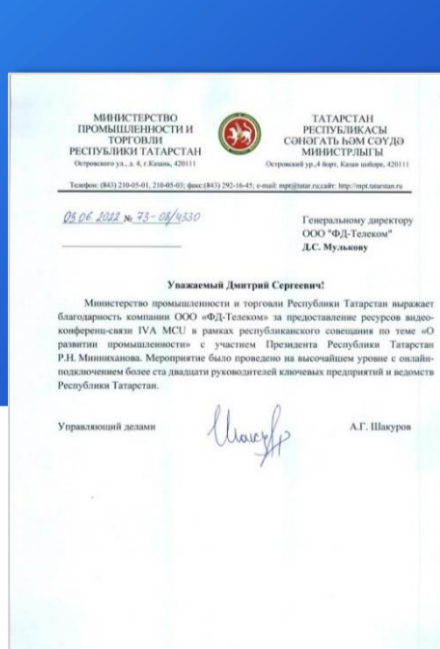 МИНИСТЕРСТВО
ПРОМЫШЛЕННОСТИ И
ТОРГОВЛИ
РЕСПУБЛИКИ ТАТАРСТАН
Островского ул., д. 4, г.Казань, 420111
ТАТАРСТАН
РЕСПУБЛИКАСЫ
СӘНӘГАТЬ ҺӘМ СӘҮДӘ
МИНИСТРЛЫГЫ
Островский ур.,4 йорт, Казан шәһәре, 420111
Телефон: (843) 210-05-01, 210-05-03; факс:(843) 292-16-45; e-mail: mpt@tatar.ru;сайт: http://mpt.tatarstan.ru
03.06.2022 № 73-08/4330
Генеральному директору
ООО "ФД-Телеком"
Д.С. Мулькову
Уважаемый Дмитрий Сергеевич!
Министерство промышленности и торговли Республики Татарстан выражает
благодарность компании ООО «ФД-Телеком» за предоставление ресурсов видео-
конференц-связи IVA MCU в рамках республиканского совещания по теме «О
развитии промышленности» с участием Президента Республики Татарстан
Р.Н. Минниханова. Мероприятие было проведено на высочайшем уровне с онлайн-
подключением более ста двадцати руководителей ключевых предприятий и ведомств
Республики Татарстан.
Управляющий делами
А.Г. Шакуров